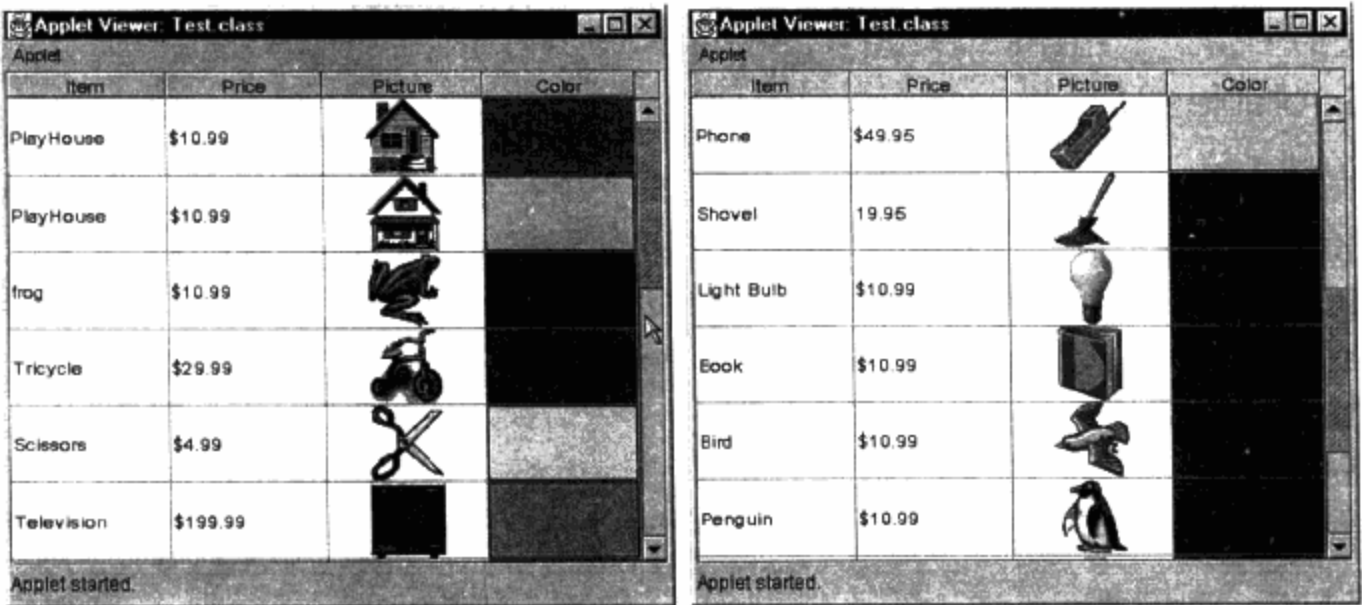 Applet Viewer: Test.class
Applet
Item Price Picture Color
PlayHouse $10.99
PlayHouse $10.99
frog $10.99
Tricycle $29.99
Scissors $4.99
Television $199.99
Applet started.
Applet Viewer: Test.class
Applet
Item Price Picture Color
Phone $49.95
Shovel 19.95
Light Bulb $10.99
Book $10.99
Bird $10.99
Penguin $10.99
Applet started.